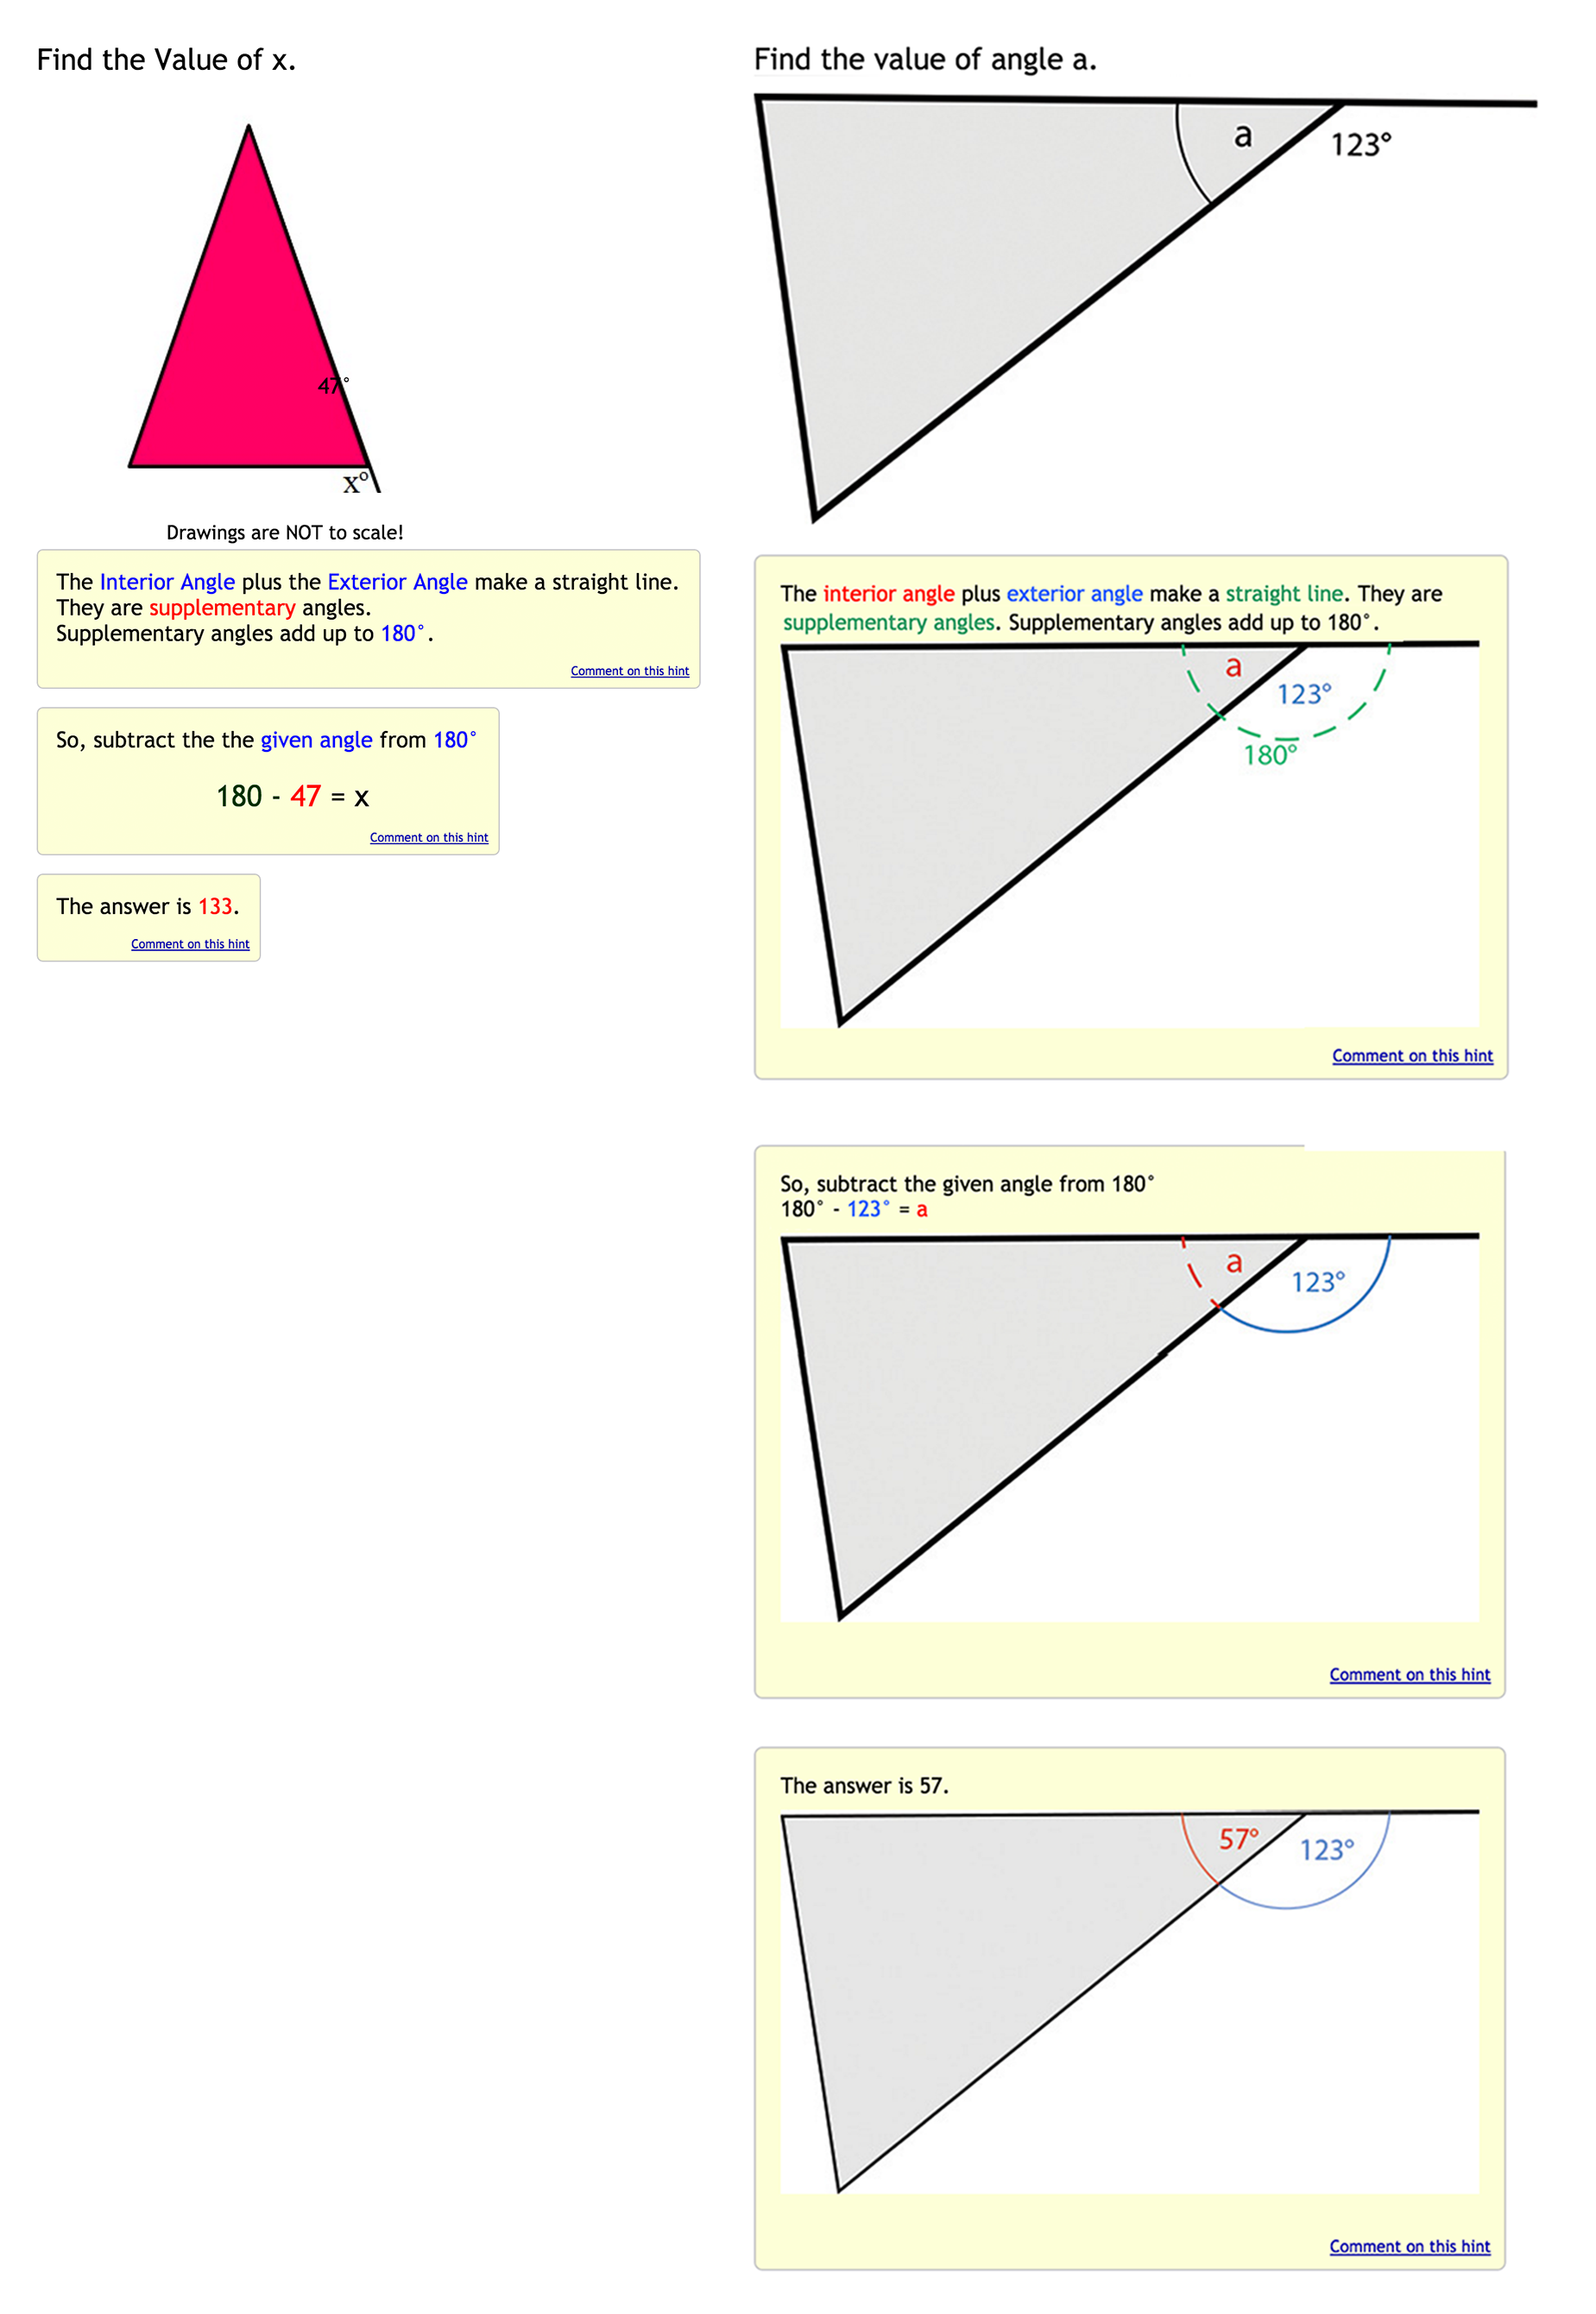 Find the Value of x.
47°
x°
Drawings are NOT to scale!
The Interior Angle plus the Exterior Angle make a straight line.
They are supplementary angles.
Supplementary angles add up to 180°.
Comment on this hint
So, subtract the the given angle from 180°
180 - 47 = x
Comment on this hint
The answer is 133.
Comment on this hint
Find the value of angle a.
a
123°
The interior angle plus exterior angle make a straight line. They are
supplementary angles. Supplementary angles add up to 180°.
a
123°
180°
Comment on this hint
So, subtract the given angle from 180°
180° - 123° = a
a
123°
Comment on this hint
The answer is 57.
57°
123°
Comment on this hint